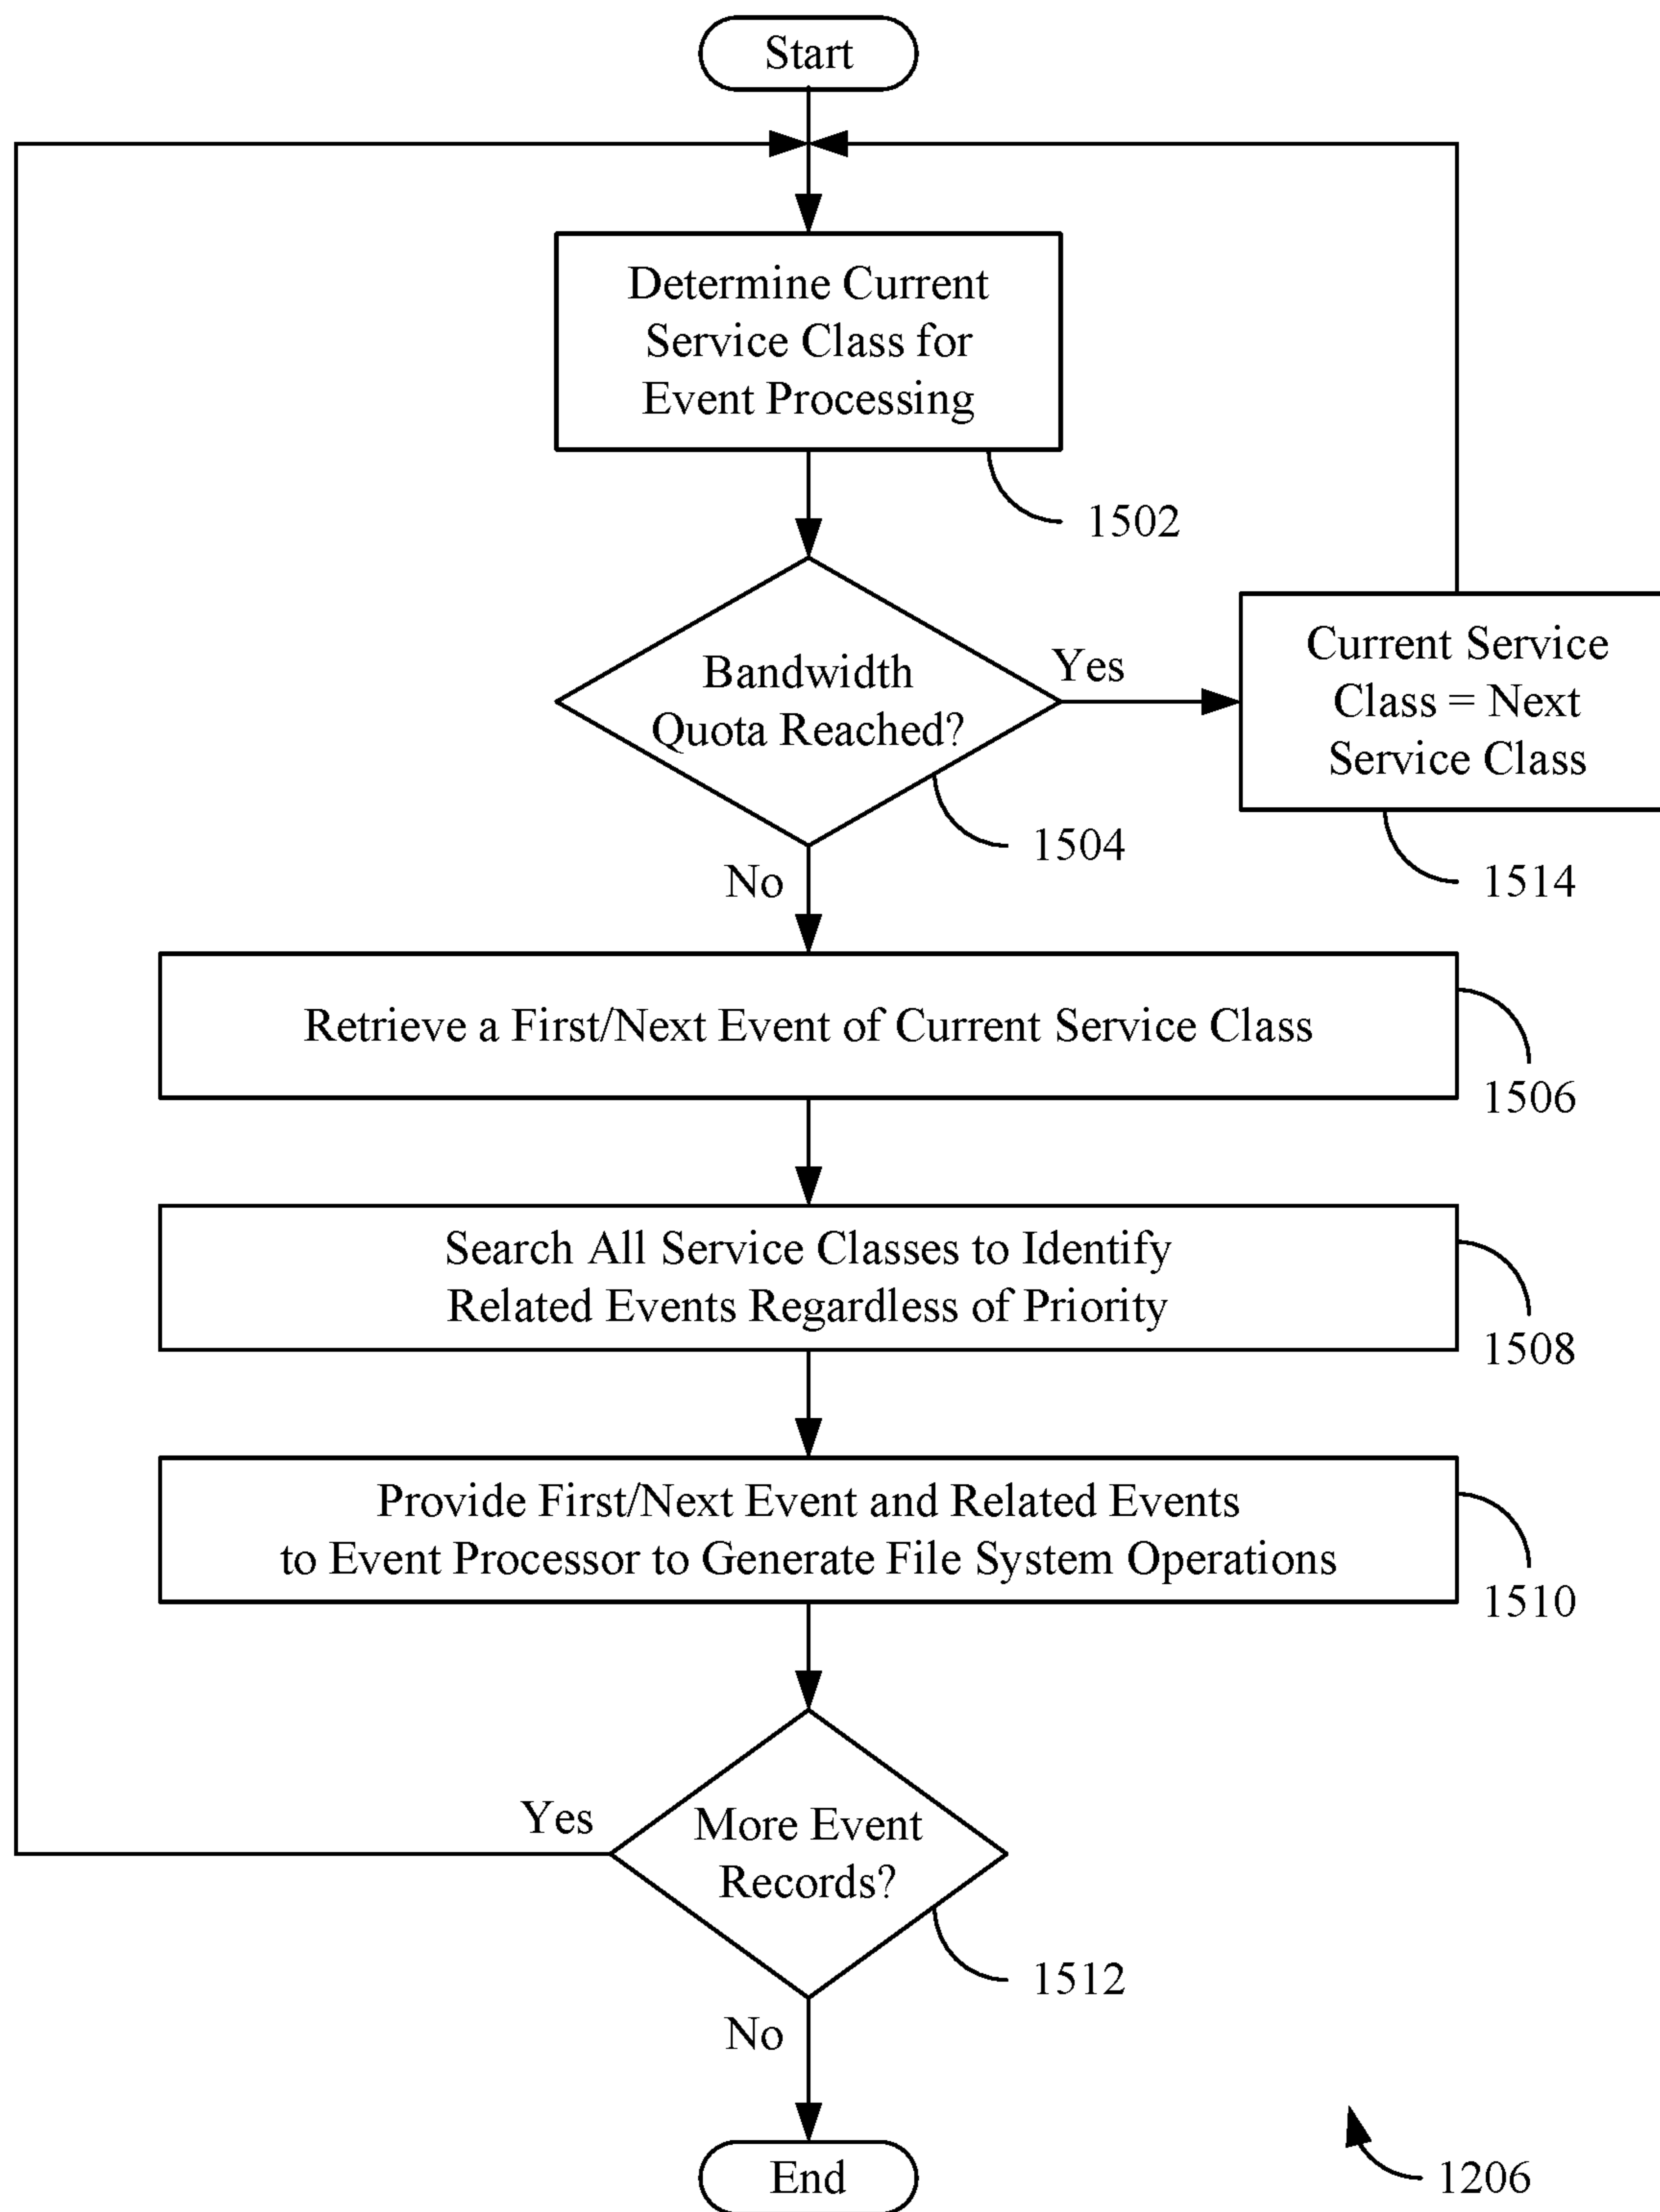 Start
Determine Current
Service Class for
Event Processing
1502
Bandwidth
Quota Reached?
Yes
1504
No
Current Service
Class = Next
Service Class
1514
Retrieve a First/Next Event of Current Service Class
1506
Search All Service Classes to Identify
Related Events Regardless of Priority
1508
Provide First/Next Event and Related Events
to Event Processor to Generate File System Operations
1510
Yes
More Event
Records?
1512
No
End
1206